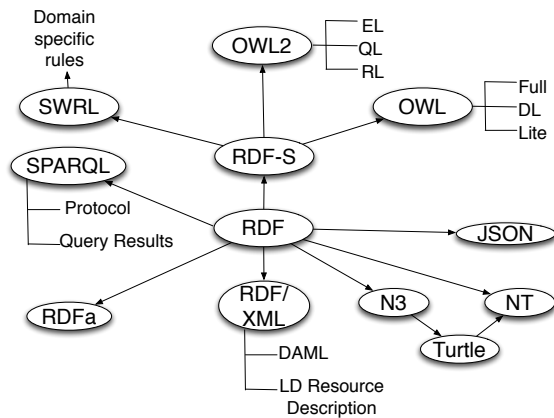 Domain
specific
rules
OWL2
EL
QL
RL
SWRL
OWL
Full
DL
Lite
RDF-S
SPARQL
Protocol
Query Results
RDF
JSON
RDFa
RDF/
XML
N3
NT
Turtle
DAML
LD Resource
Description